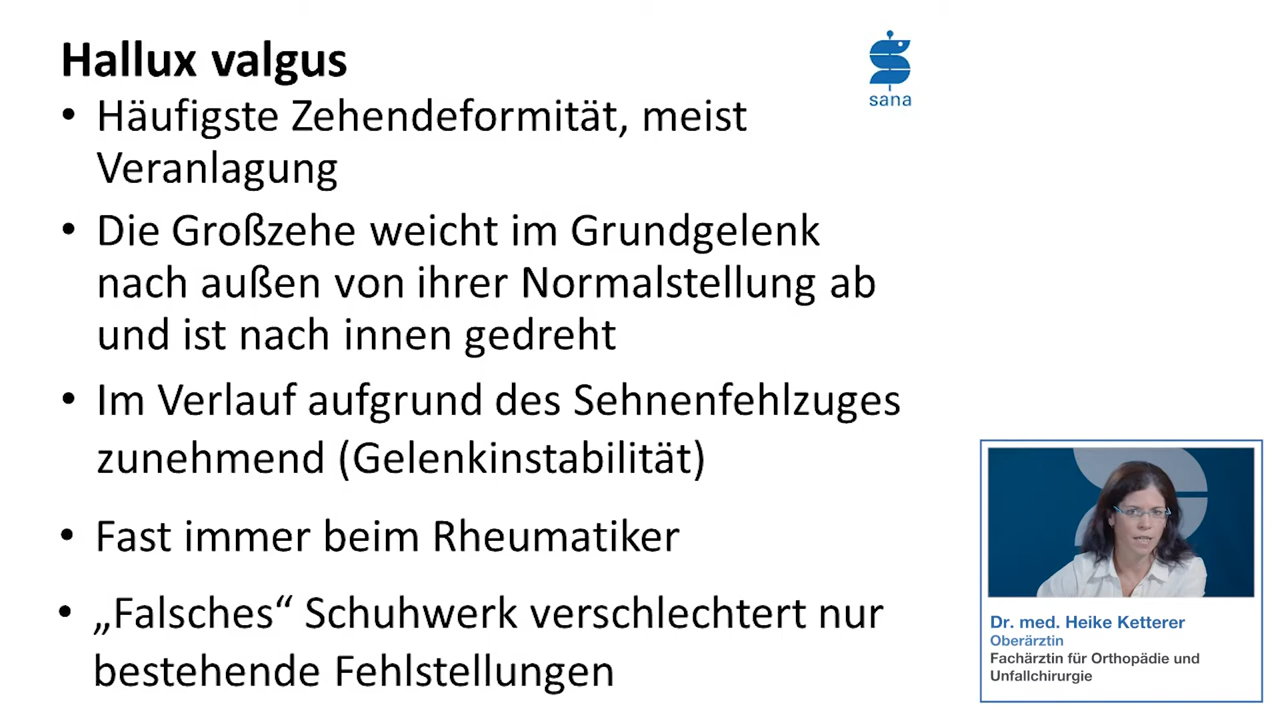 Hallux valgus
sana
• Häufigste Zehendeformität, meist
Veranlagung
• Die Großzehe weicht im Grundgelenk
nach außen von ihrer Normalstellung ab
und ist nach innen gedreht
• Im Verlauf aufgrund des Sehnenfehlzuges
zunehmend (Gelenkinstabilität)
• Fast immer beim Rheumatiker
• „Falsches“ Schuhwerk verschlechtert nur
bestehende Fehlstellungen
Dr. med. Heike Ketterer
Oberärztin
Fachärztin für Orthopädie und
Unfallchirurgie